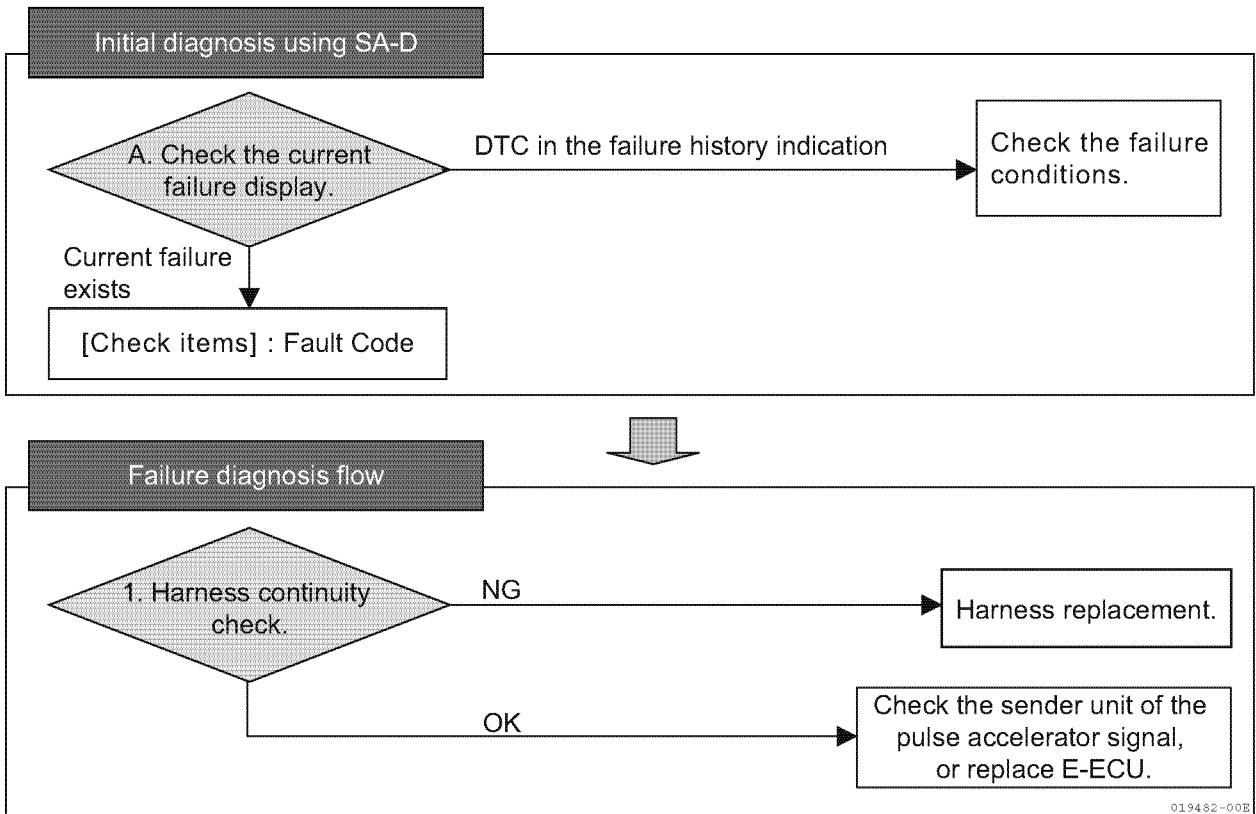 Initial diagnosis using SA-D
A. Check the current
failure display.
DTC in the failure history indication
Check the failure
conditions.
Current failure
exists
[Check items] : Fault Code
Failure diagnosis flow
1. Harness continuity
check.
NG
Harness replacement.
OK
Check the sender unit of the
pulse accelerator signal,
or replace E-ECU.
019482-00E